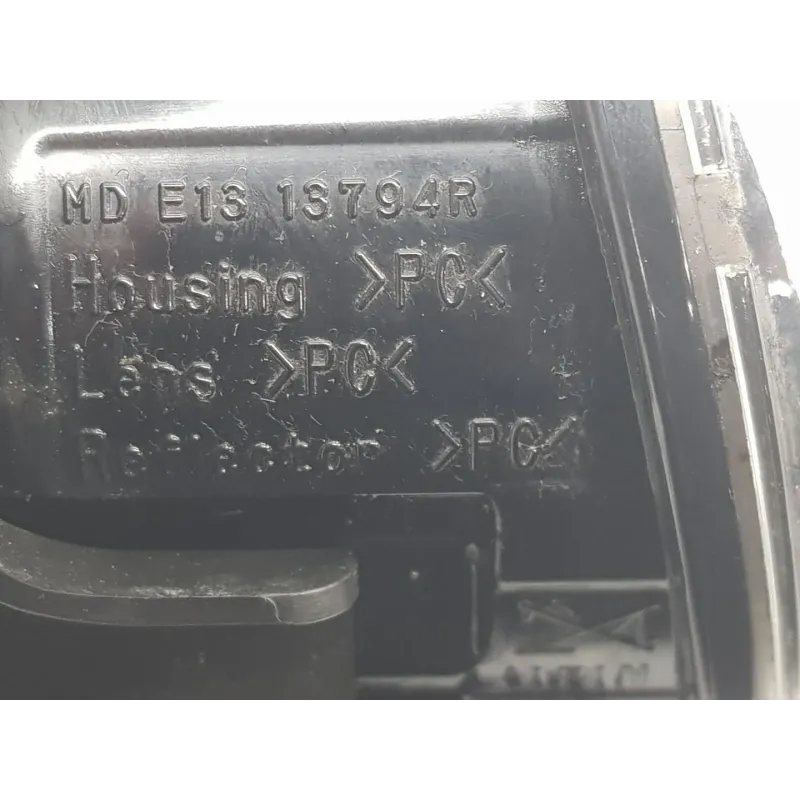 MD E13 13794R
Housing >PC<
Lens >PC<
Reflector >PC<